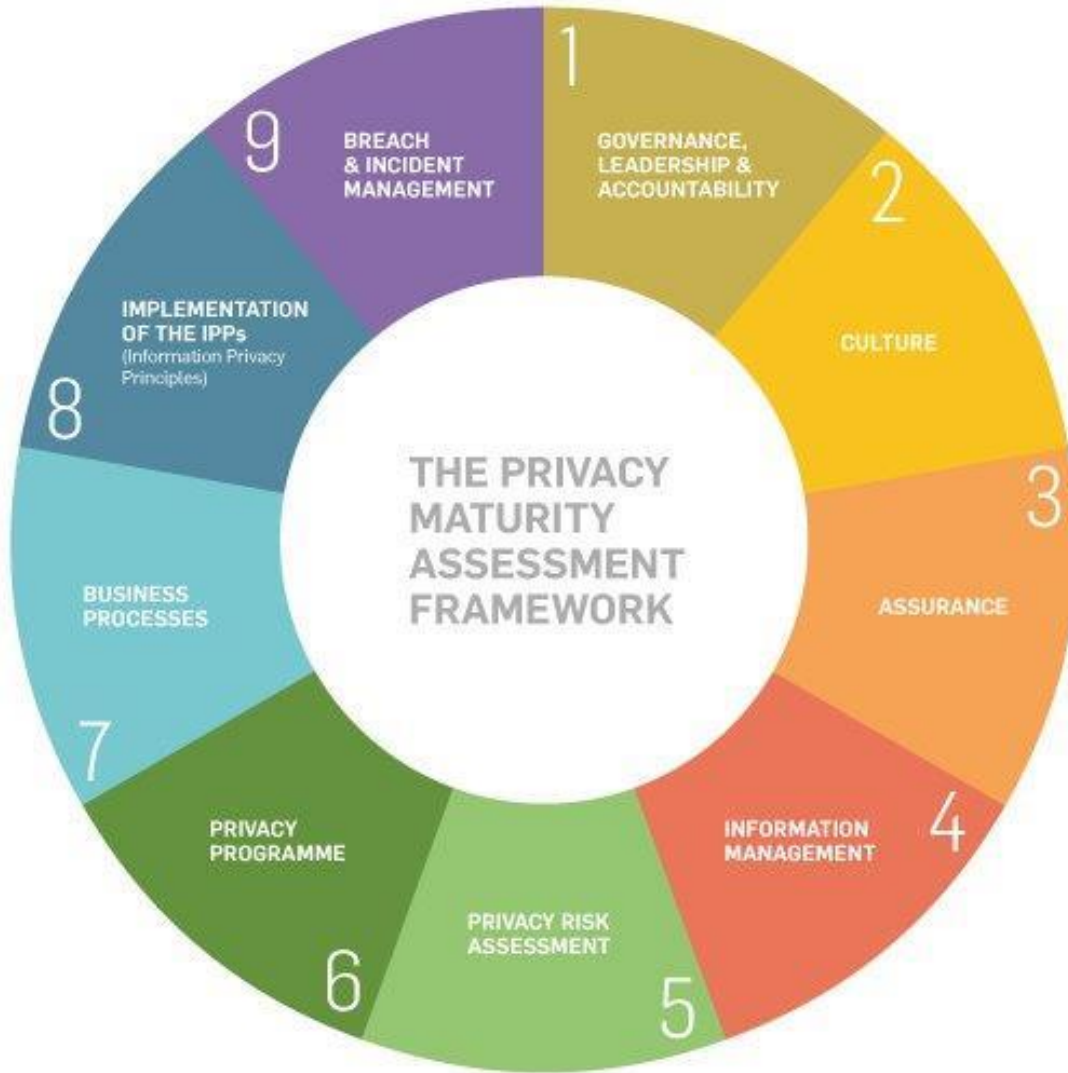 1
GOVERNANCE,
LEADERSHIP &
ACCOUNTABILITY
2
CULTURE
3
ASSURANCE
4
INFORMATION
MANAGEMENT
5
PRIVACY RISK
ASSESSMENT
6
PRIVACY
PROGRAMME
7
BUSINESS
PROCESSES
8
IMPLEMENTATION
OF THE IPPs
(Information Privacy
Principles)
9
BREACH
& INCIDENT
MANAGEMENT
THE PRIVACY
MATURITY
ASSESSMENT
FRAMEWORK